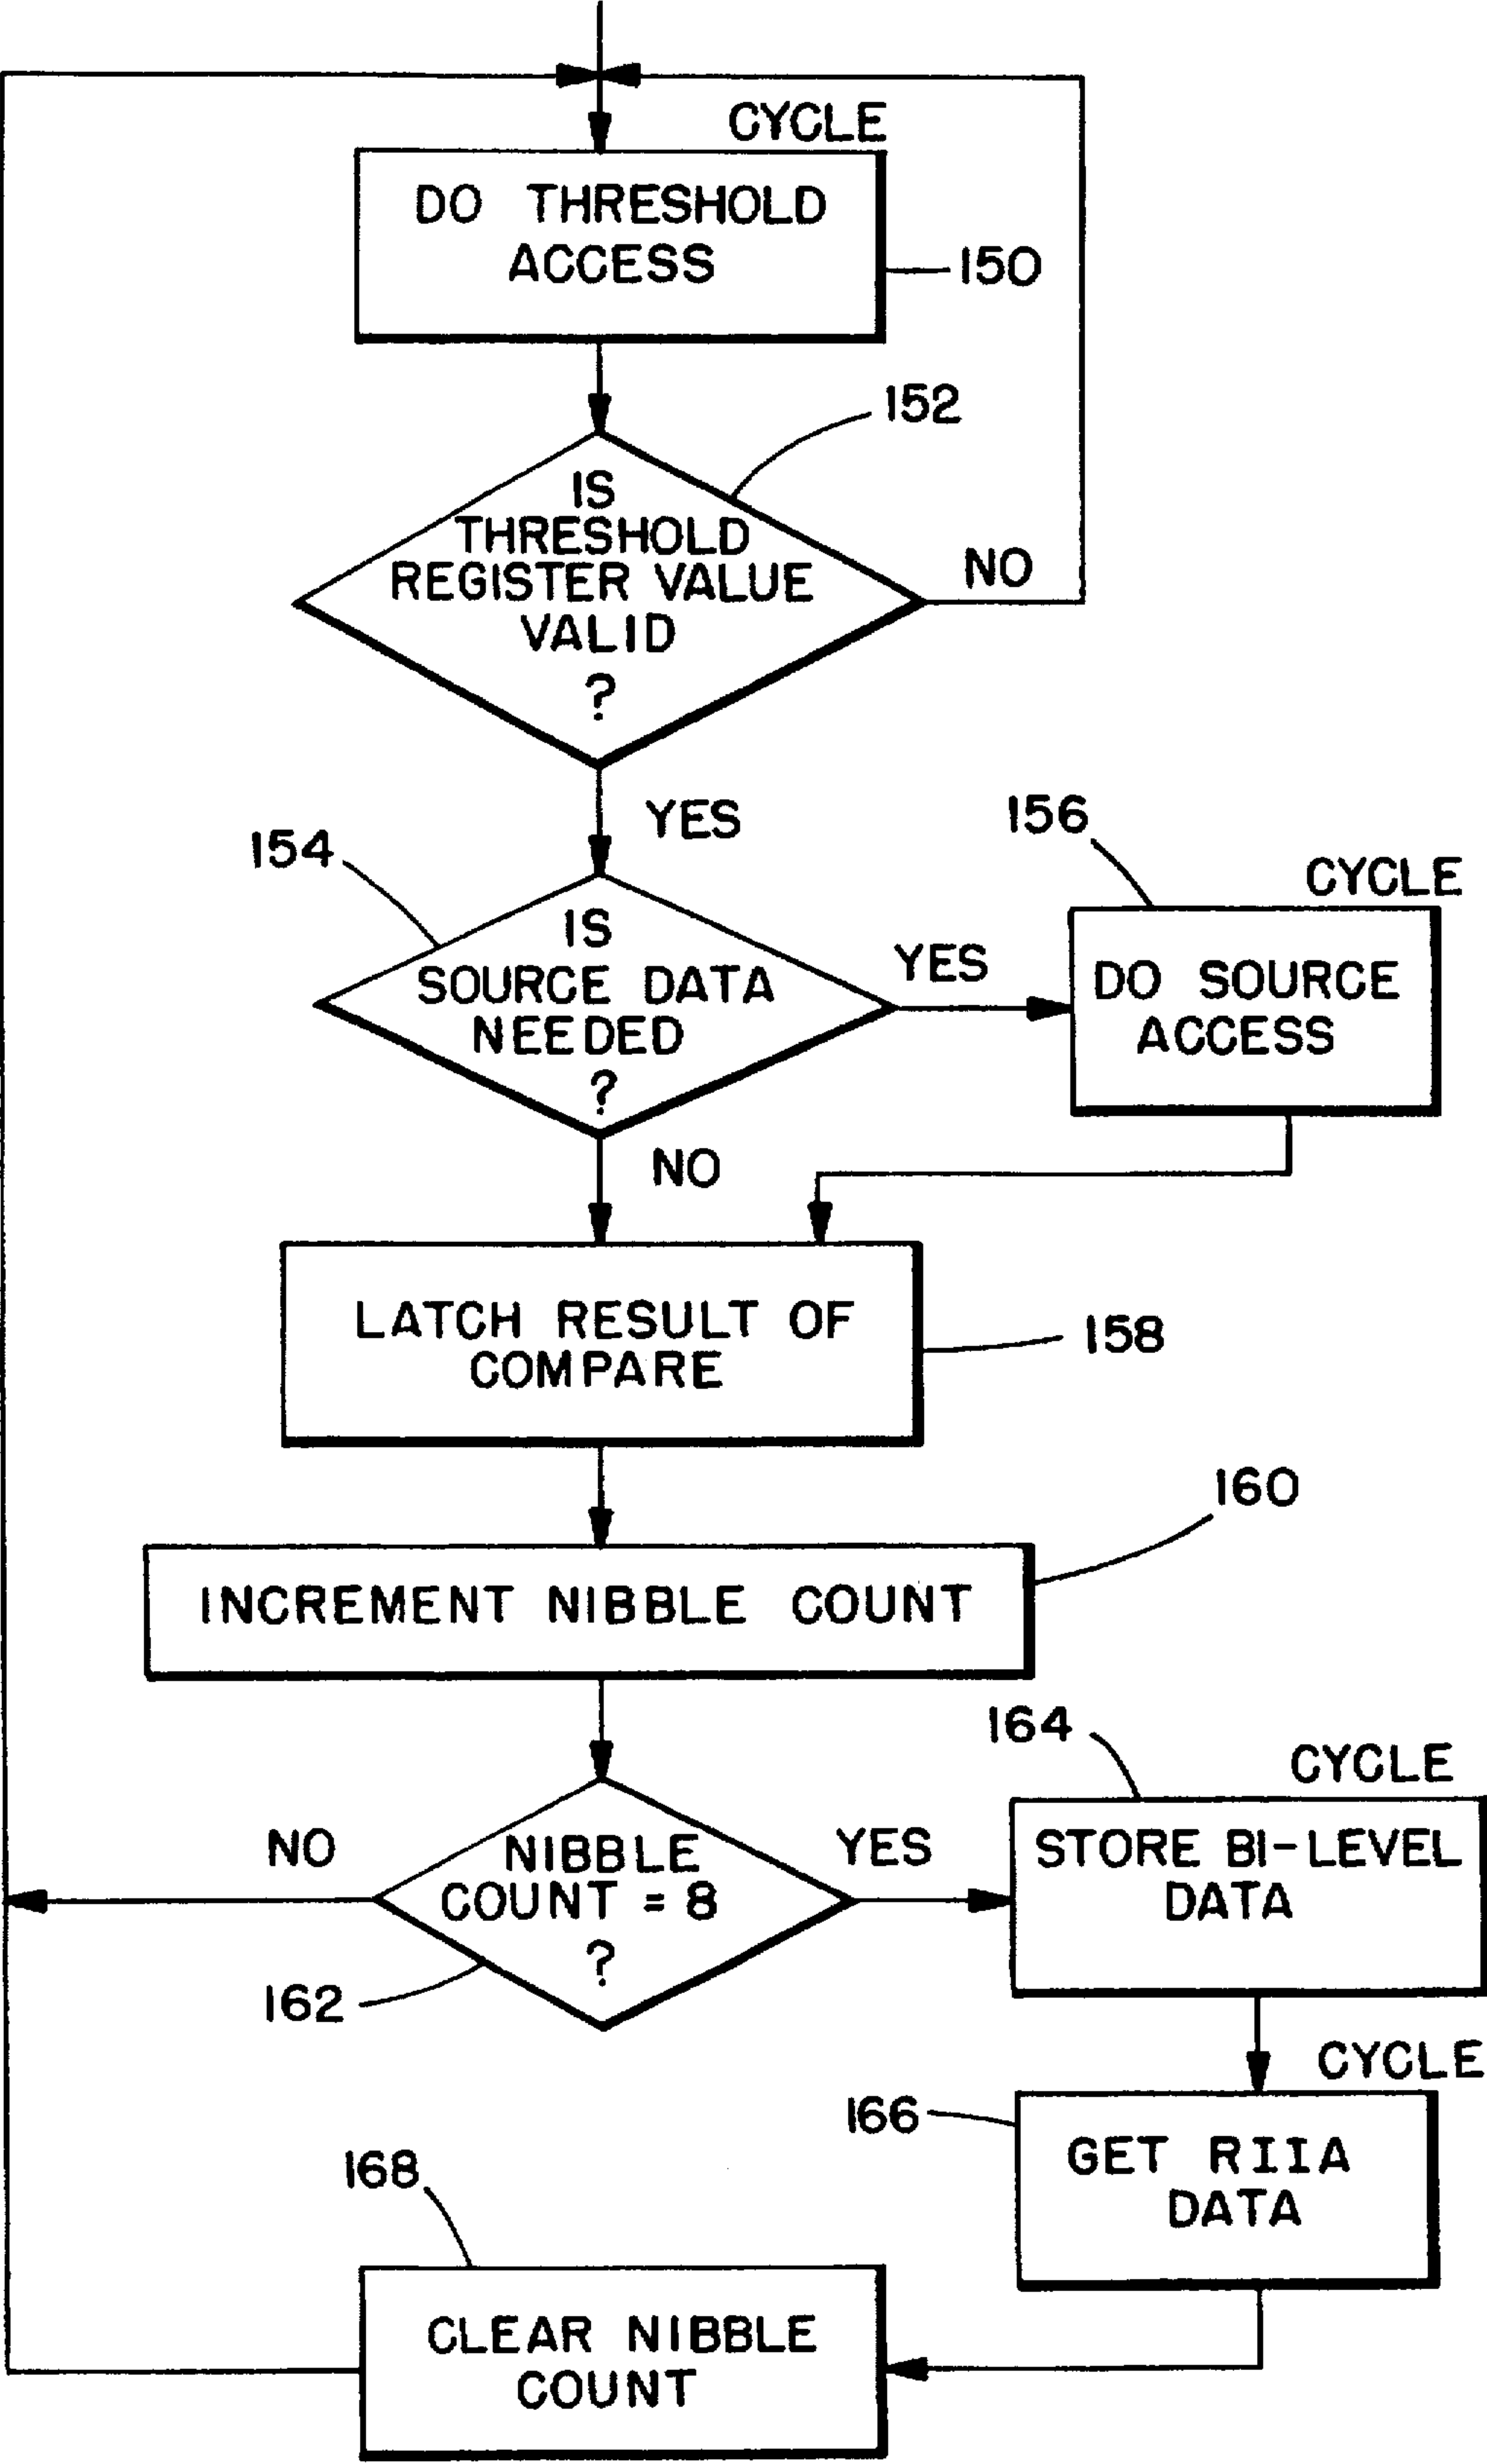 CYCLE
DO THRESHOLD
ACCESS
150
152
IS
THRESHOLD
REGISTER VALUE
VALID
?
NO
YES
154
156
CYCLE
IS
SOURCE DATA
NEEDED
?
YES
DO SOURCE
ACCESS
NO
LATCH RESULT OF
COMPARE
158
160
INCREMENT NIBBLE COUNT
164
CYCLE
NO
NIBBLE
COUNT = 8
?
YES
STORE BI-LEVEL
DATA
162
CYCLE
166
GET RIIA
DATA
168
CLEAR NIBBLE
COUNT